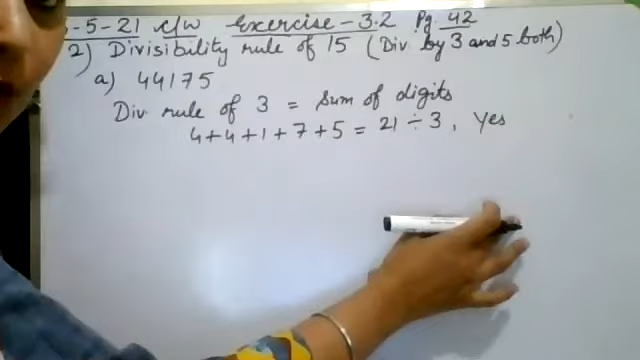 -5-21 c/w Exercise-3.2 Pg. 42
2) Divisibility rule of 15 (Div by 3 and 5 both)
a) 44175
Div rule of 3 = Sum of digits
4+4+1+7+5 = 21 ÷ 3, Yes